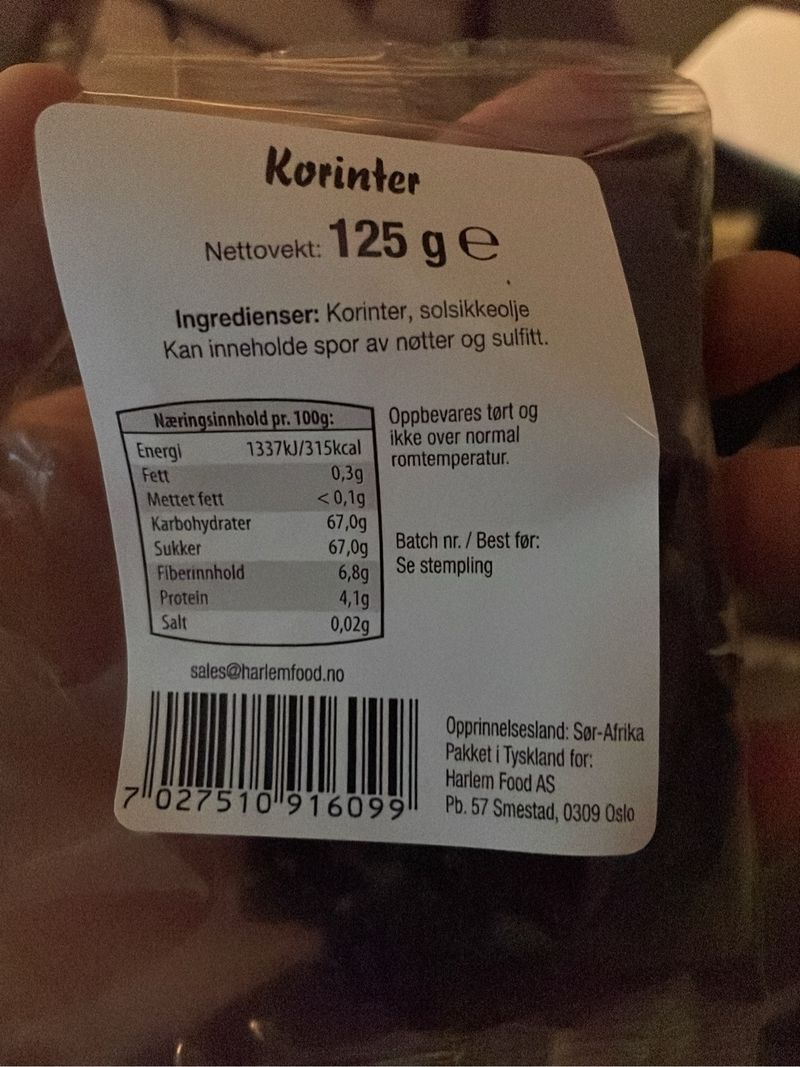 Korinter
Nettovekt: 125 g e
Ingredienser: Korinter, solsikkeolje
Kan inneholde spor av nøtter og sulfitt.
Næringsinnhold pr. 100g:
Energi 1337kJ/315kcal
Fett 0,3g
Mettet fett < 0,1g
Karbohydrater 67,0g
Sukker 67,0g
Fiberinnhold 6,8g
Protein 4,1g
Salt 0,02g
Oppbevares tørt og
ikke over normal
romtemperatur.
Batch nr. / Best før:
Se stempling
sales@harlemfood.no
7 027510 916099
Opprinnelsesland: Sør-Afrika
Pakket i Tyskland for:
Harlem Food AS
Pb. 57 Smestad, 0309 Oslo